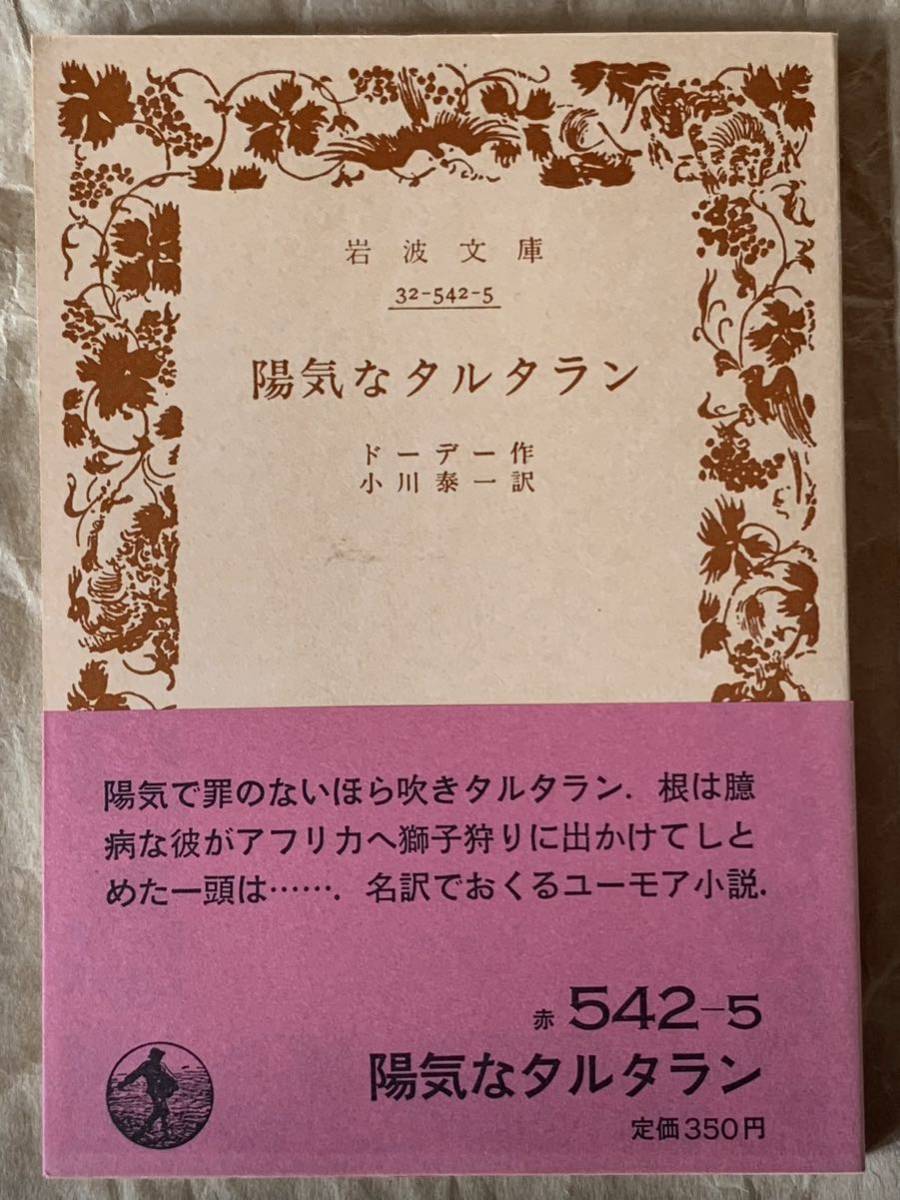 岩波文庫
32-542-5
陽気なタルタラン
ドーデー作
小川泰一訳
陽気で罪のないほら吹きタルタラン．根は臆
病な彼がアフリカへ獅子狩りに出かけてしと
めた一頭は……．名訳でおくるユーモア小説．
赤 542-5
陽気なタルタラン
定価350円